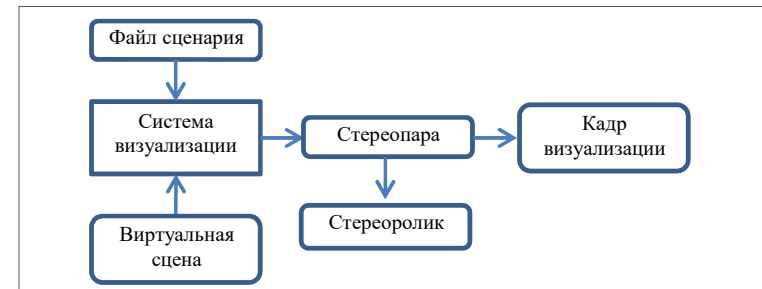 Файл сценария
Система
визуализации
Стереопара
Кадр
визуализации
Стереоролик
Виртуальная
сцена